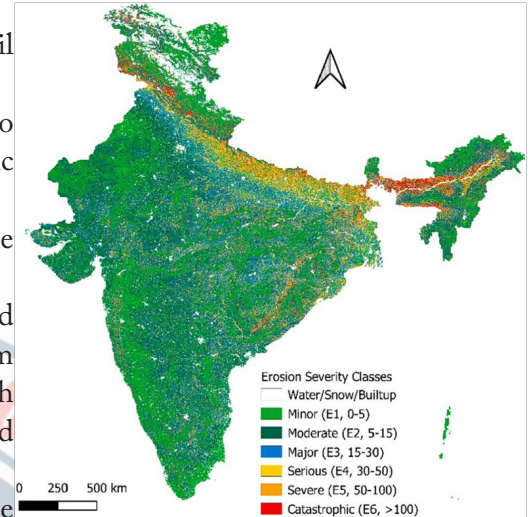 il
o
c
e
d
m
h
d
e
Erosion Severity Classes
Water/Snow/Builtup
Minor (E1, 0-5)
Moderate (E2, 5-15)
Major (E3, 15-30)
Serious (E4, 30-50)
Severe (E5, 50-100)
Catastrophic (E6, >100)
0 250 500 km